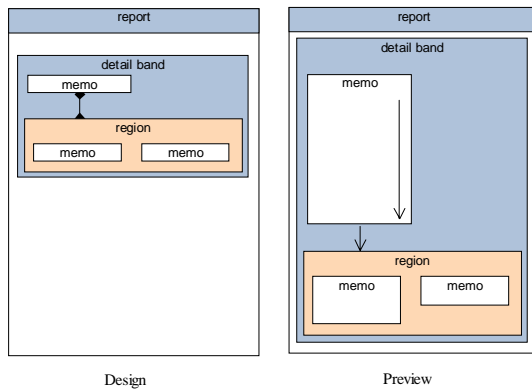 report
detail band
memo
region
memo
memo
Design
report
detail band
memo
region
memo
memo
Preview